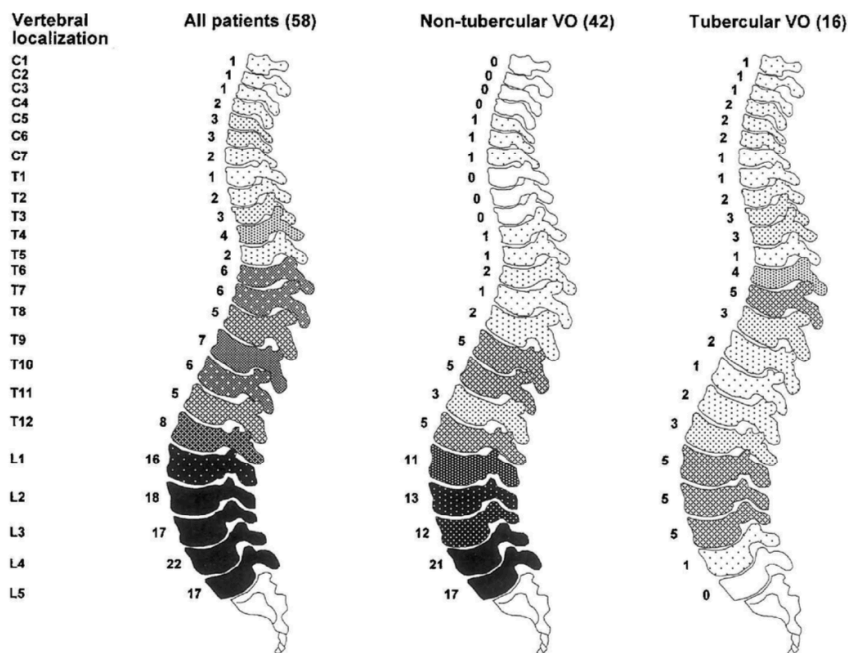 Vertebral localization All patients (58) Non-tubercular VO (42) Tubercular VO (16)
C1 1 0 1
C2 1 0 1
C3 1 0 1
C4 2 0 2
C5 3 1 2
C6 3 1 2
C7 2 1 1
T1 1 0 1
T2 2 0 2
T3 3 0 3
T4 4 1 3
T5 2 1 1
T6 6 2 4
T7 6 1 5
T8 5 2 3
T9 7 5 2
T10 6 5 1
T11 5 3 2
T12 8 5 3
L1 16 11 5
L2 18 13 5
L3 17 12 5
L4 22 21 1
L5 17 17 0